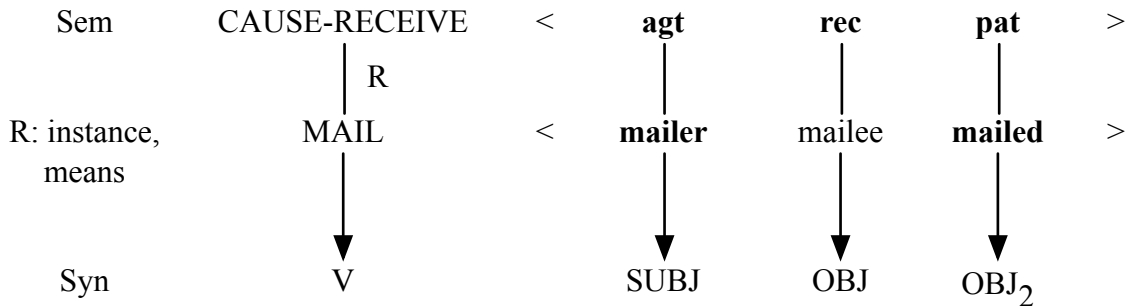 Sem CAUSE-RECEIVE < agt rec pat >
R
R: instance, MAIL < mailer mailee mailed >
means
Syn V SUBJ OBJ OBJ2